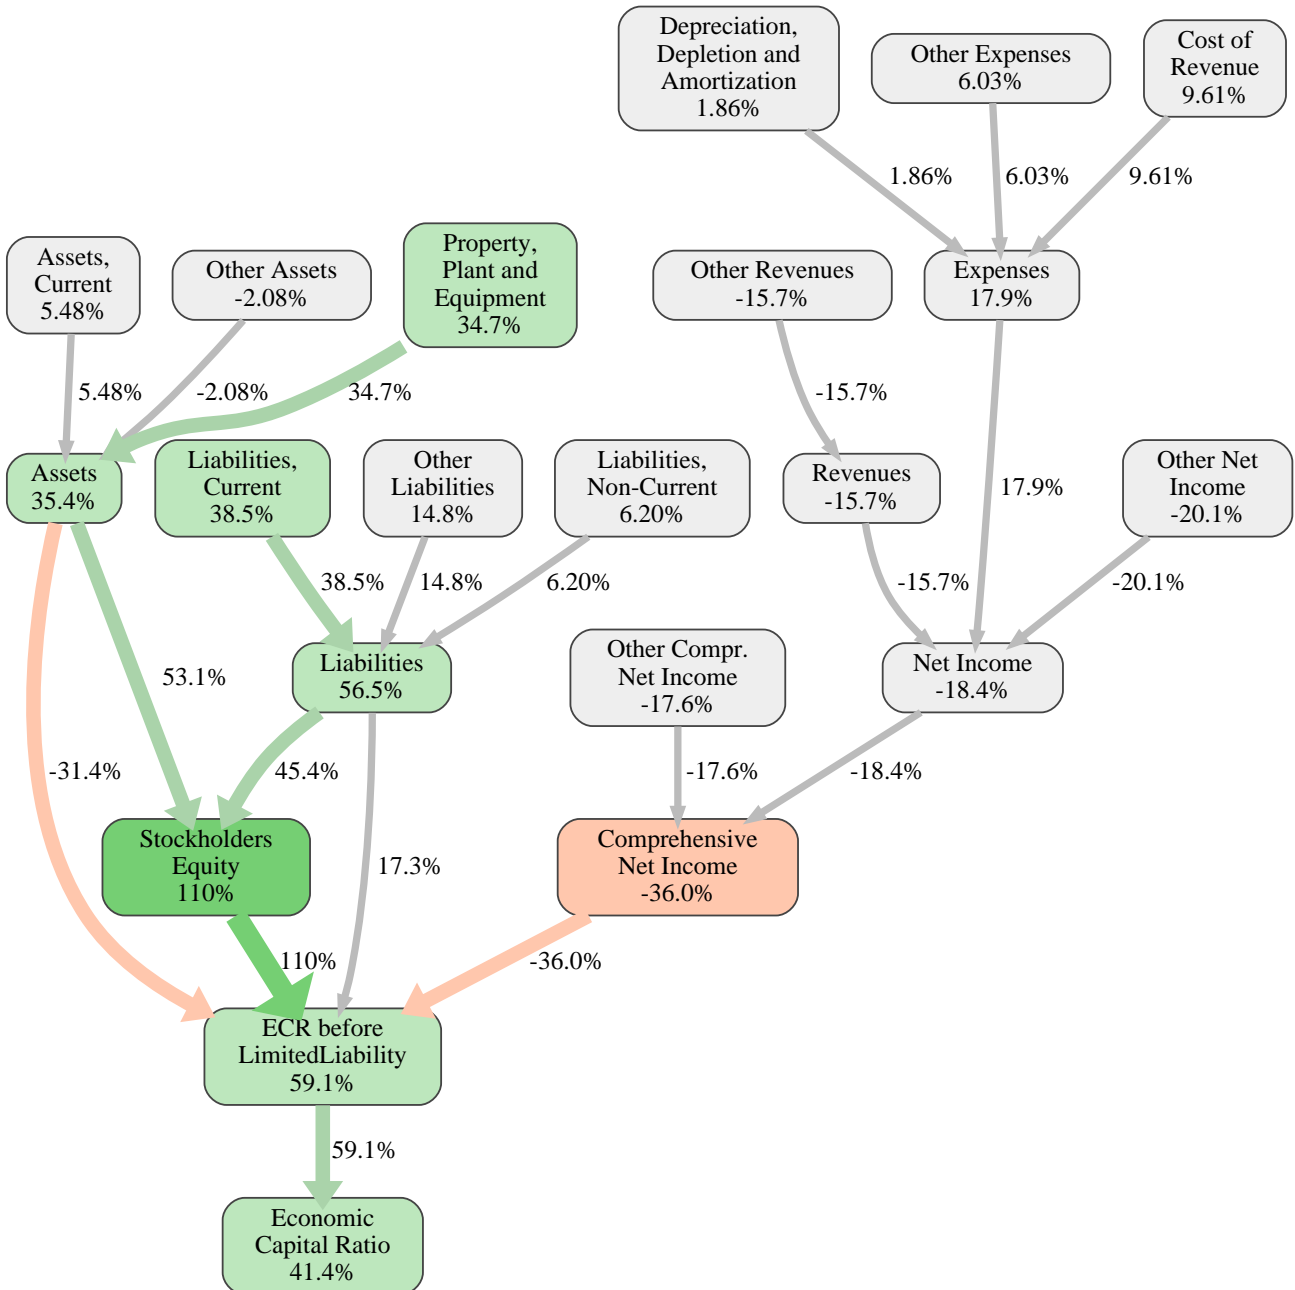 Depreciation,
Depletion and
Amortization
1.86%
Other Expenses
6.03%
Cost of
Revenue
9.61%
1.86%
6.03%
9.61%
Assets,
Current
5.48%
Other Assets
-2.08%
Property,
Plant and
Equipment
34.7%
Other Revenues
-15.7%
Expenses
17.9%
5.48%
-2.08%
34.7%
-15.7%
17.9%
Assets
35.4%
Liabilities,
Current
38.5%
Other
Liabilities
14.8%
Liabilities,
Non-Current
6.20%
Revenues
-15.7%
Other Net
Income
-20.1%
38.5%
14.8%
6.20%
-15.7%
-20.1%
53.1%
Liabilities
56.5%
Other Compr.
Net Income
-17.6%
Net Income
-18.4%
-31.4%
45.4%
-17.6%
-18.4%
Stockholders
Equity
110%
17.3%
Comprehensive
Net Income
-36.0%
110%
-36.0%
ECR before
LimitedLiability
59.1%
59.1%
Economic
Capital Ratio
41.4%